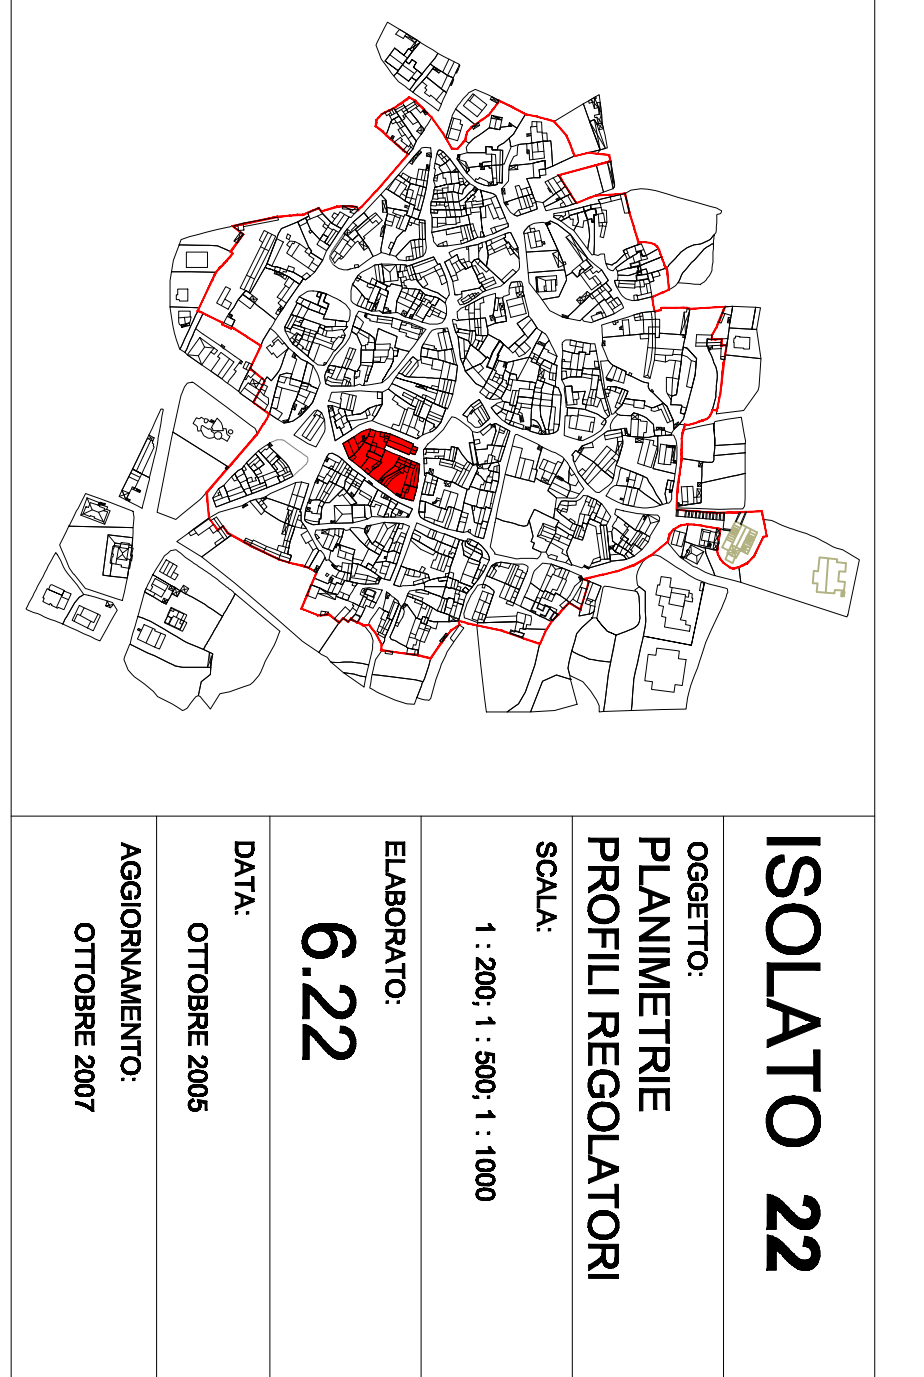 ISOLATO 22
OGGETTO:
PLANIMETRIE
PROFILI REGOLATORI
SCALA:
1 : 200; 1 : 500; 1 : 1000
ELABORATO:
6.22
DATA:
OTTOBRE 2005
AGGIORNAMENTO:
OTTOBRE 2007